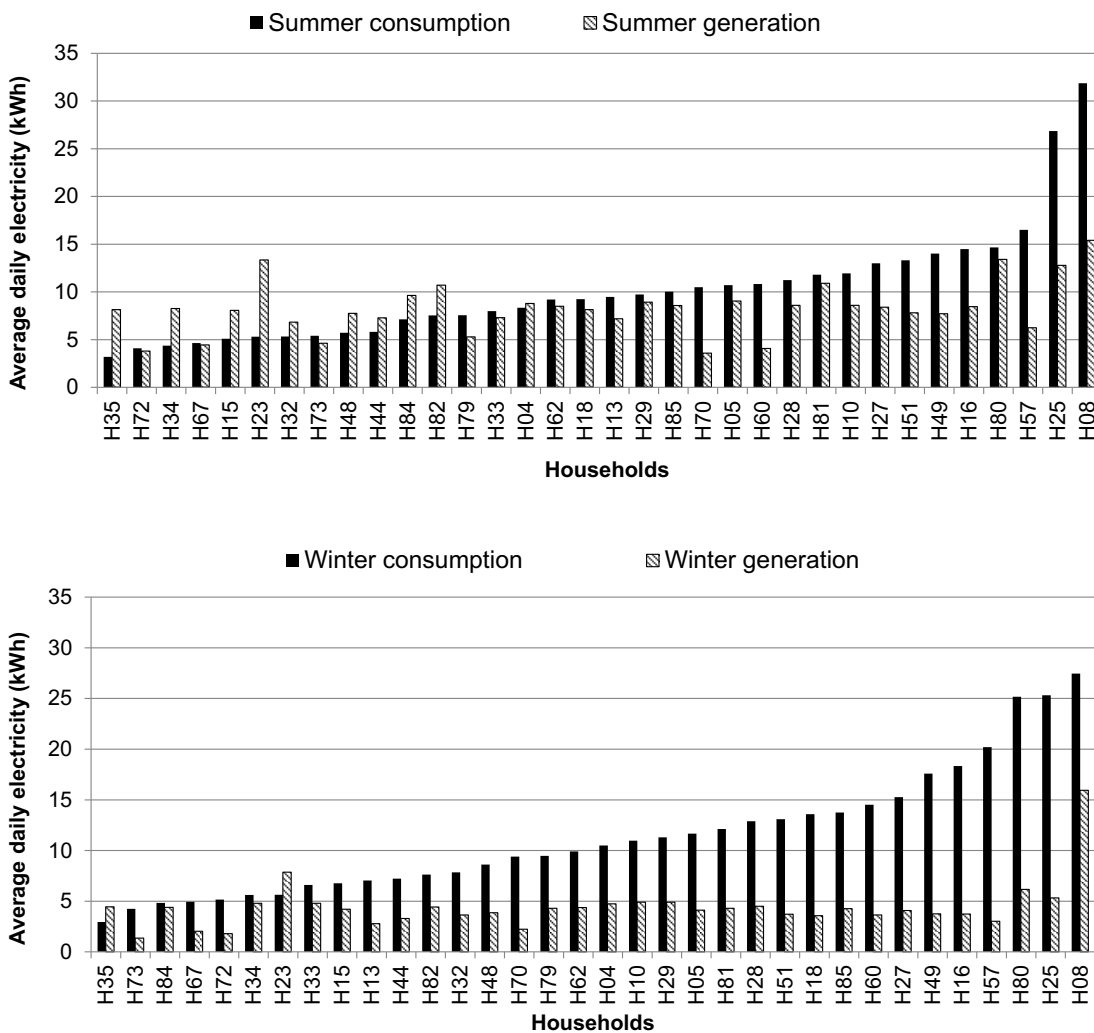 Summer consumption Summer generation
Average daily electricity (kWh)
35
30
25
20
15
10
5
0
H35 H72 H34 H67 H15 H23 H32 H73 H48 H44 H84 H82 H79 H33 H04 H62 H18 H13 H29 H85 H70 H05 H60 H28 H81 H10 H27 H51 H49 H16 H80 H57 H25 H08
Households
Winter consumption Winter generation
Average daily electricity (kWh)
35
30
25
20
15
10
5
0
H35 H73 H84 H67 H72 H34 H23 H33 H15 H13 H44 H82 H32 H48 H70 H79 H62 H04 H10 H29 H05 H81 H28 H51 H18 H85 H60 H27 H49 H16 H57 H80 H25 H08
Households